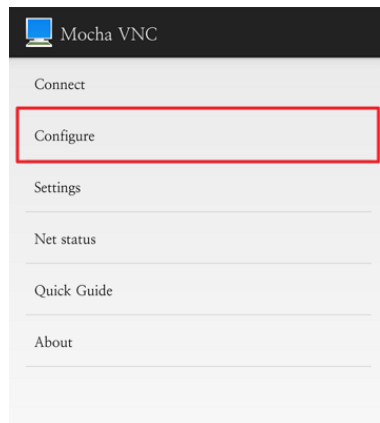 Mocha VNC
Connect
Configure
Settings
Net status
Quick Guide
About